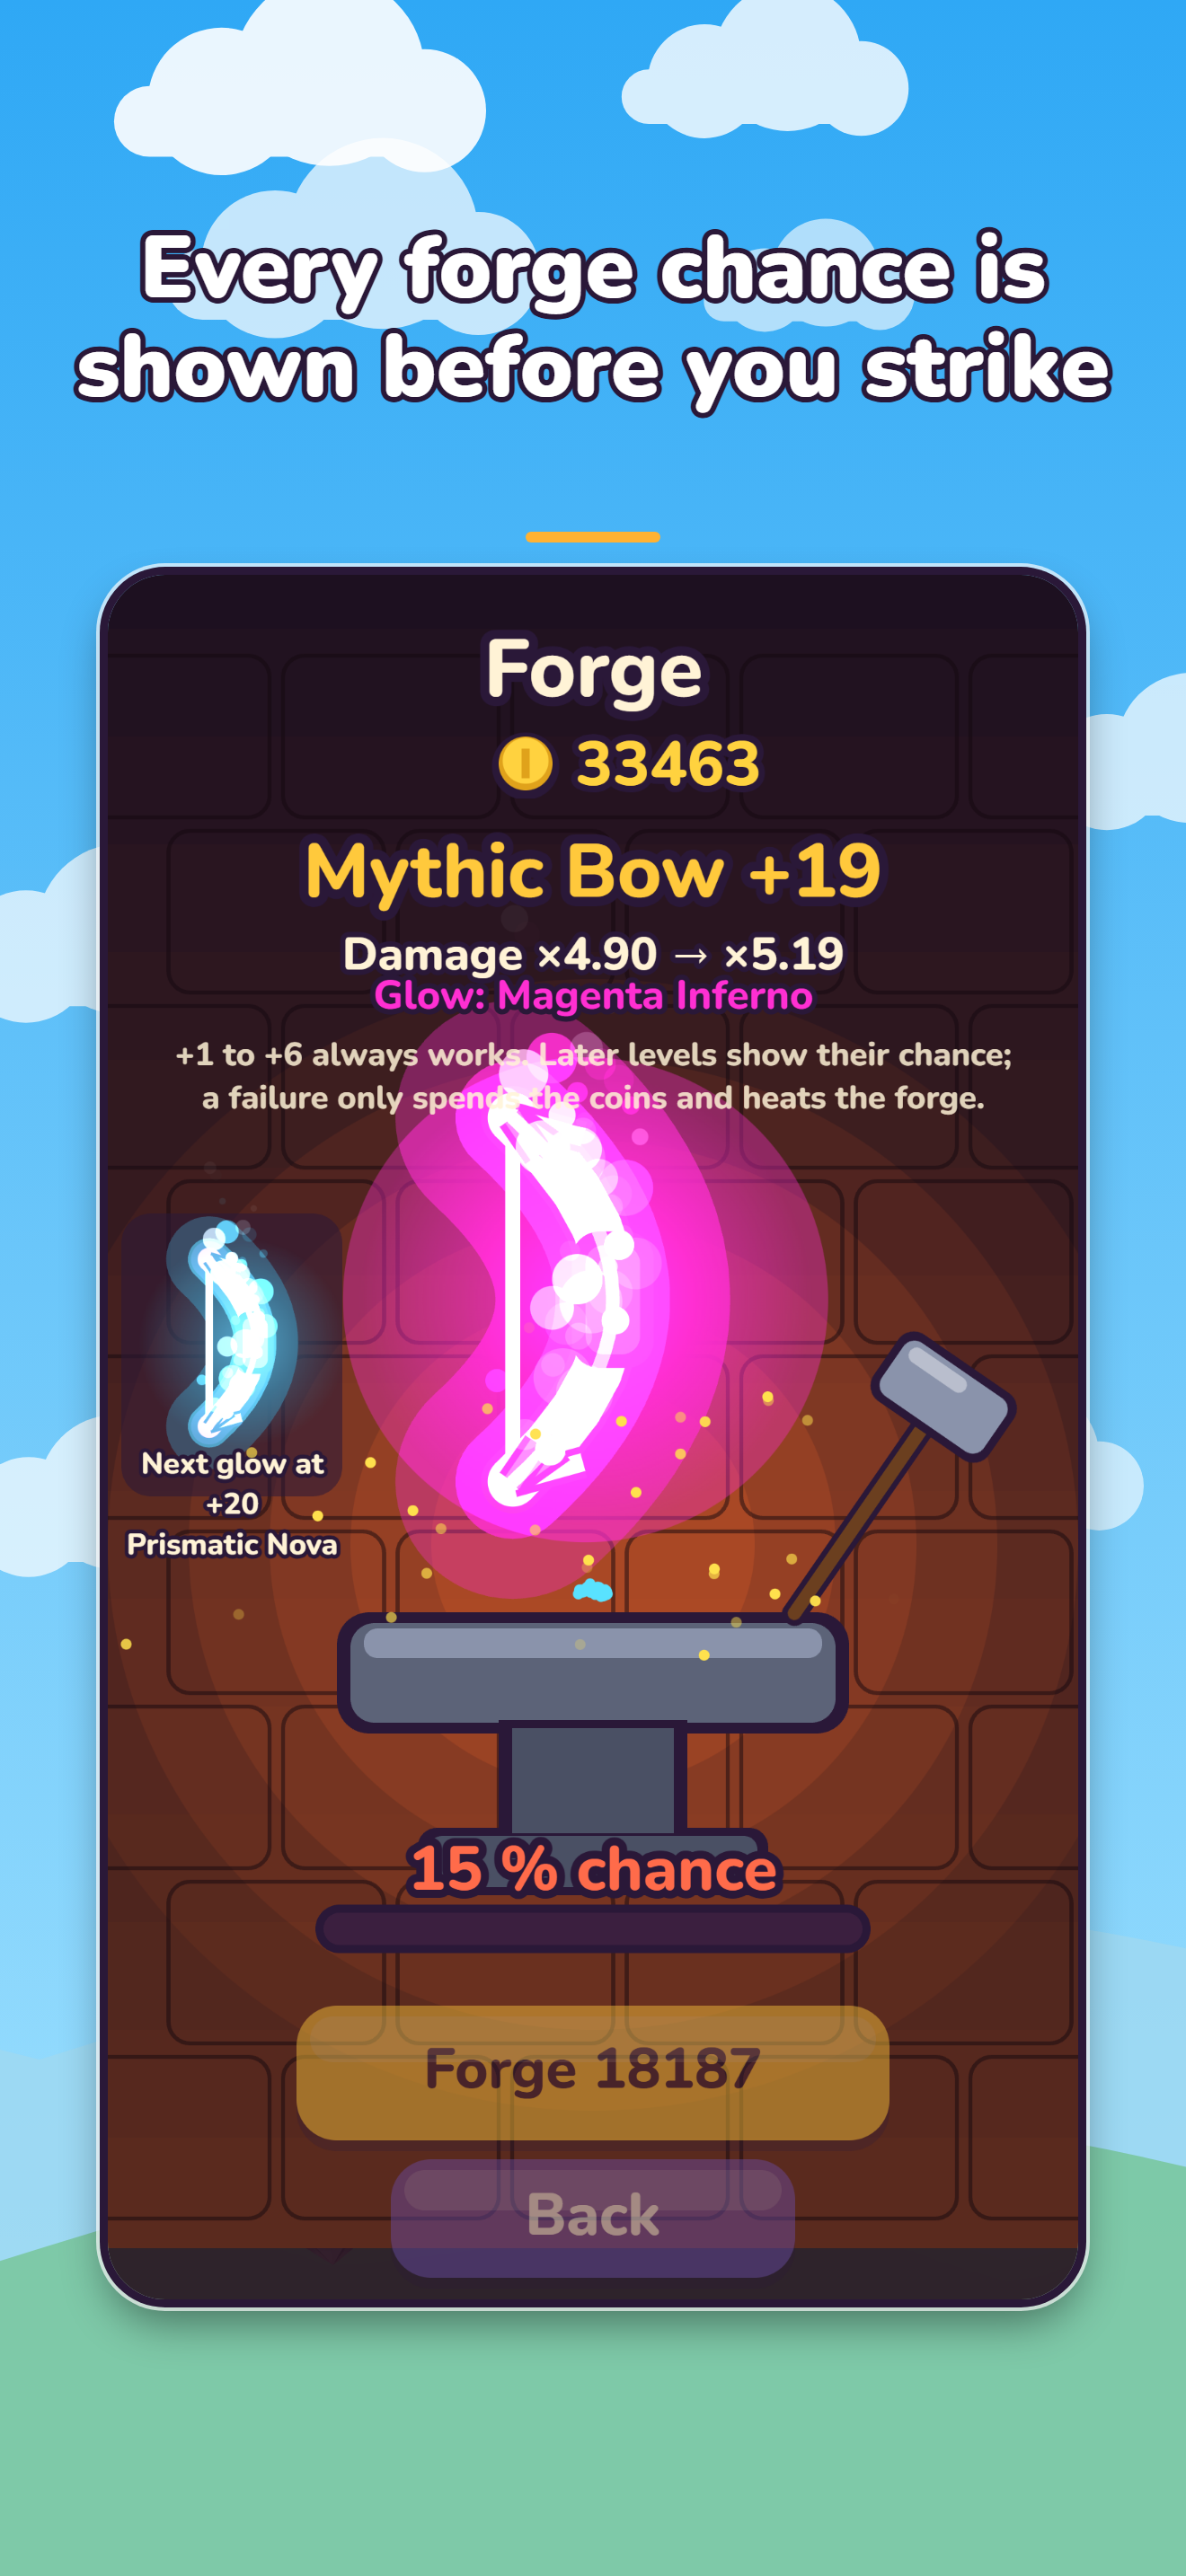 Every forge chance is
shown before you strike
Forge
33463
Mythic Bow +19
Damage ×4.90 → ×5.19
Glow: Magenta Inferno
+1 to +6 always works. Later levels show their chance;
a failure only spends the coins and heats the forge.
Next glow at
+20
Prismatic Nova
15 % chance
Forge 18187
Back